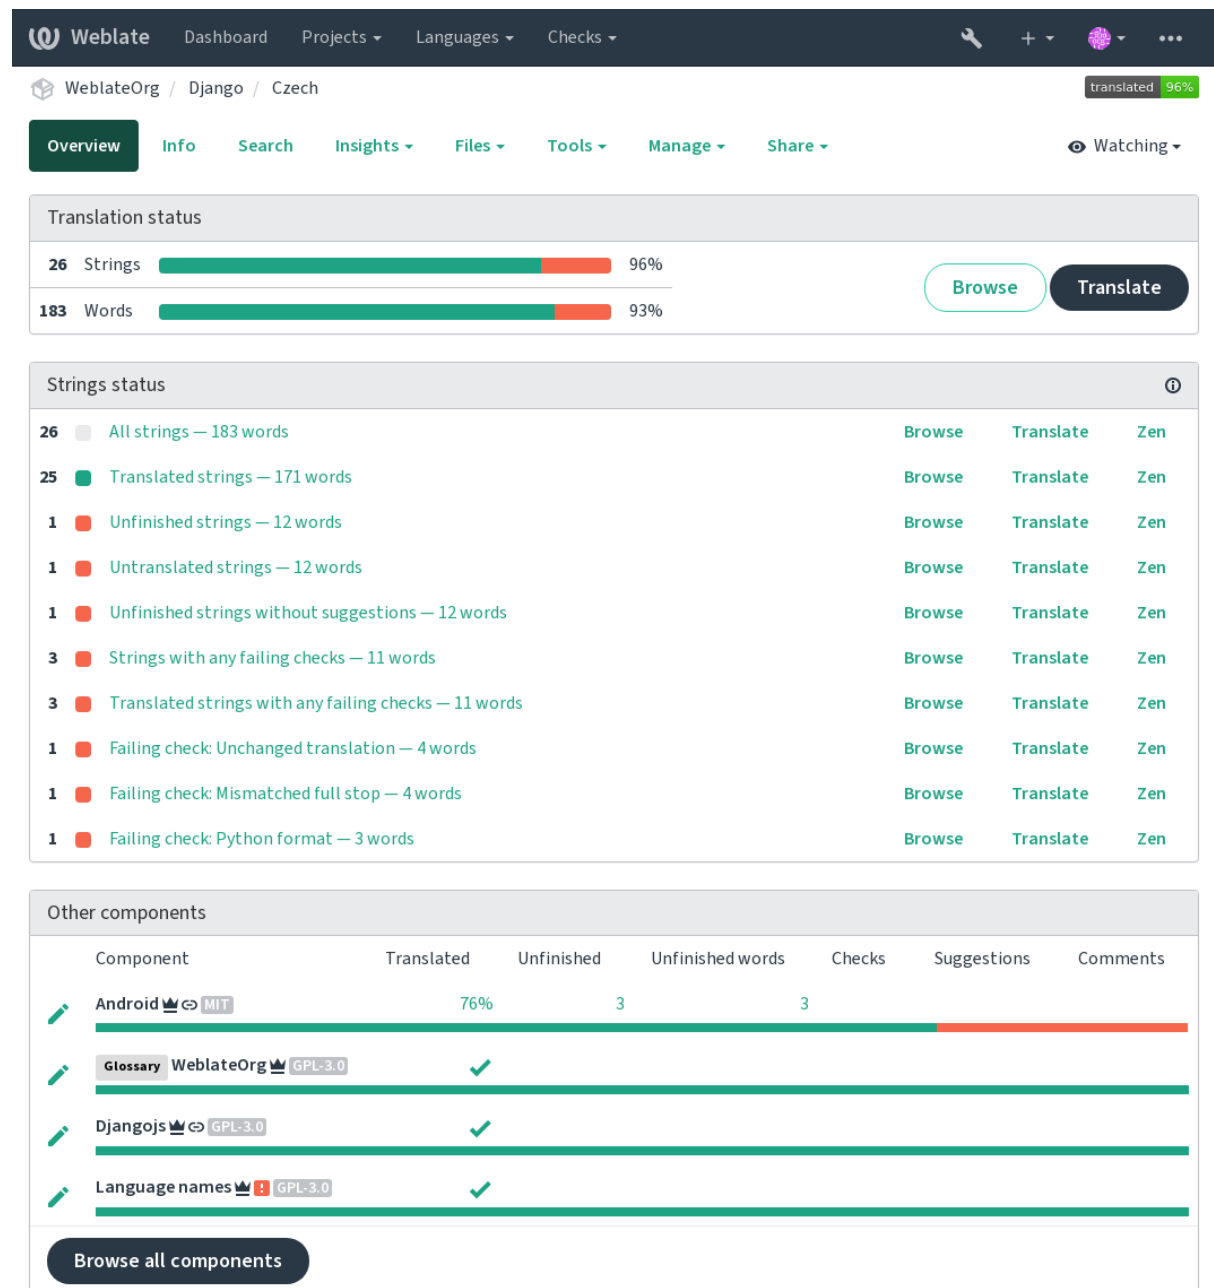 Weblate Dashboard Projects Languages Checks
WeblateOrg / Django / Czech translated 96%
Overview Info Search Insights Files Tools Manage Share Watching
Translation status
26 Strings 96%
183 Words 93%
Browse Translate
Strings status
26 All strings — 183 words Browse Translate Zen
25 Translated strings — 171 words Browse Translate Zen
1 Unfinished strings — 12 words Browse Translate Zen
1 Untranslated strings — 12 words Browse Translate Zen
1 Unfinished strings without suggestions — 12 words Browse Translate Zen
3 Strings with any failing checks — 11 words Browse Translate Zen
3 Translated strings with any failing checks — 11 words Browse Translate Zen
1 Failing check: Unchanged translation — 4 words Browse Translate Zen
1 Failing check: Mismatched full stop — 4 words Browse Translate Zen
1 Failing check: Python format — 3 words Browse Translate Zen
Other components
Component Translated Unfinished Unfinished words Checks Suggestions Comments
Android MIT 76% 3 3
Glossary WeblateOrg GPL-3.0
Djangojs GPL-3.0
Language names GPL-3.0
Browse all components